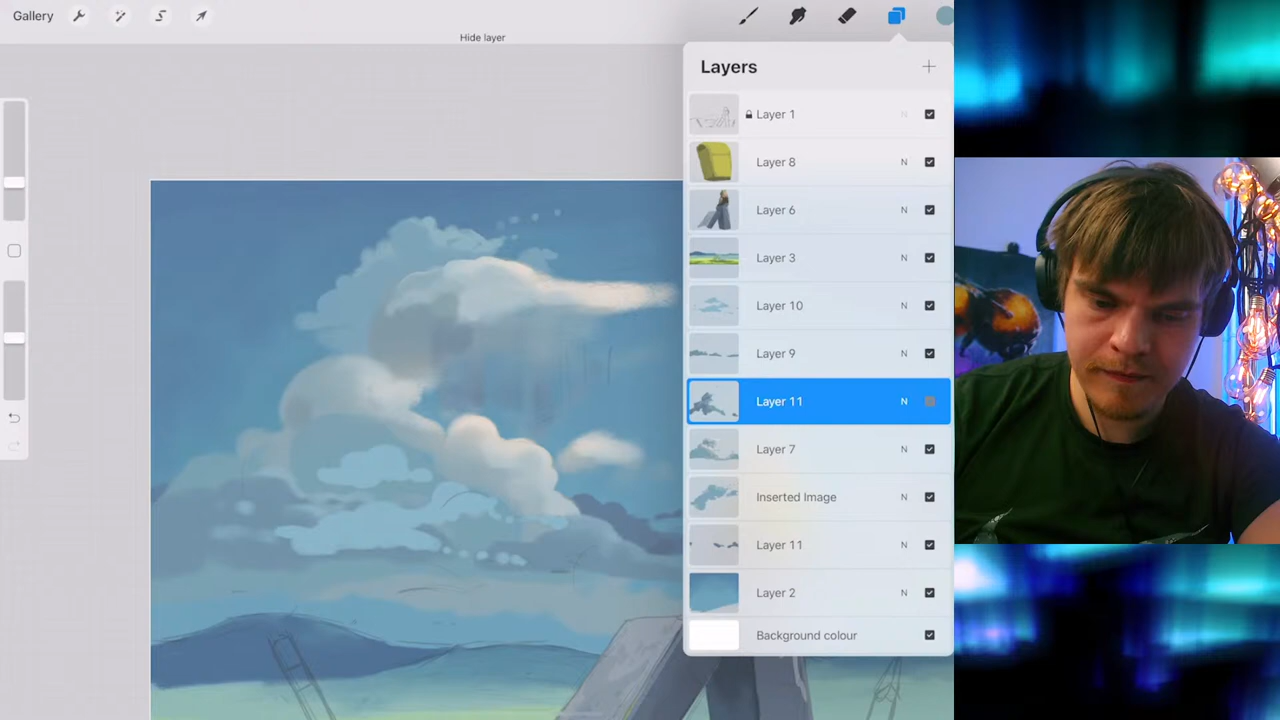 Gallery
Hide layer
Layers
Layer 1 N
Layer 8 N
Layer 6 N
Layer 3 N
Layer 10 N
Layer 9 N
Layer 11 N
Layer 7 N
Inserted Image N
Layer 11 N
Layer 2 N
Background colour